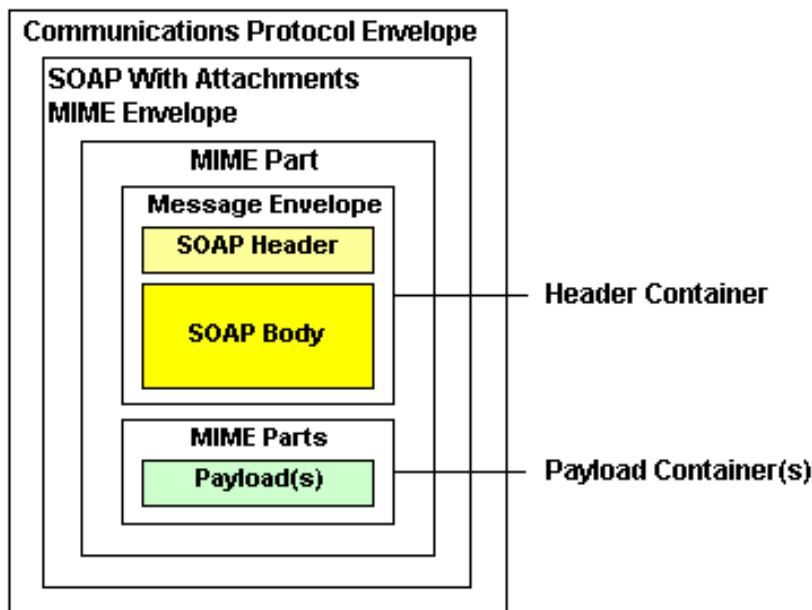 Communications Protocol Envelope
SOAP With Attachments
MIME Envelope
MIME Part
Message Envelope
SOAP Header
SOAP Body
Header Container
MIME Parts
Payload(s)
Payload Container(s)